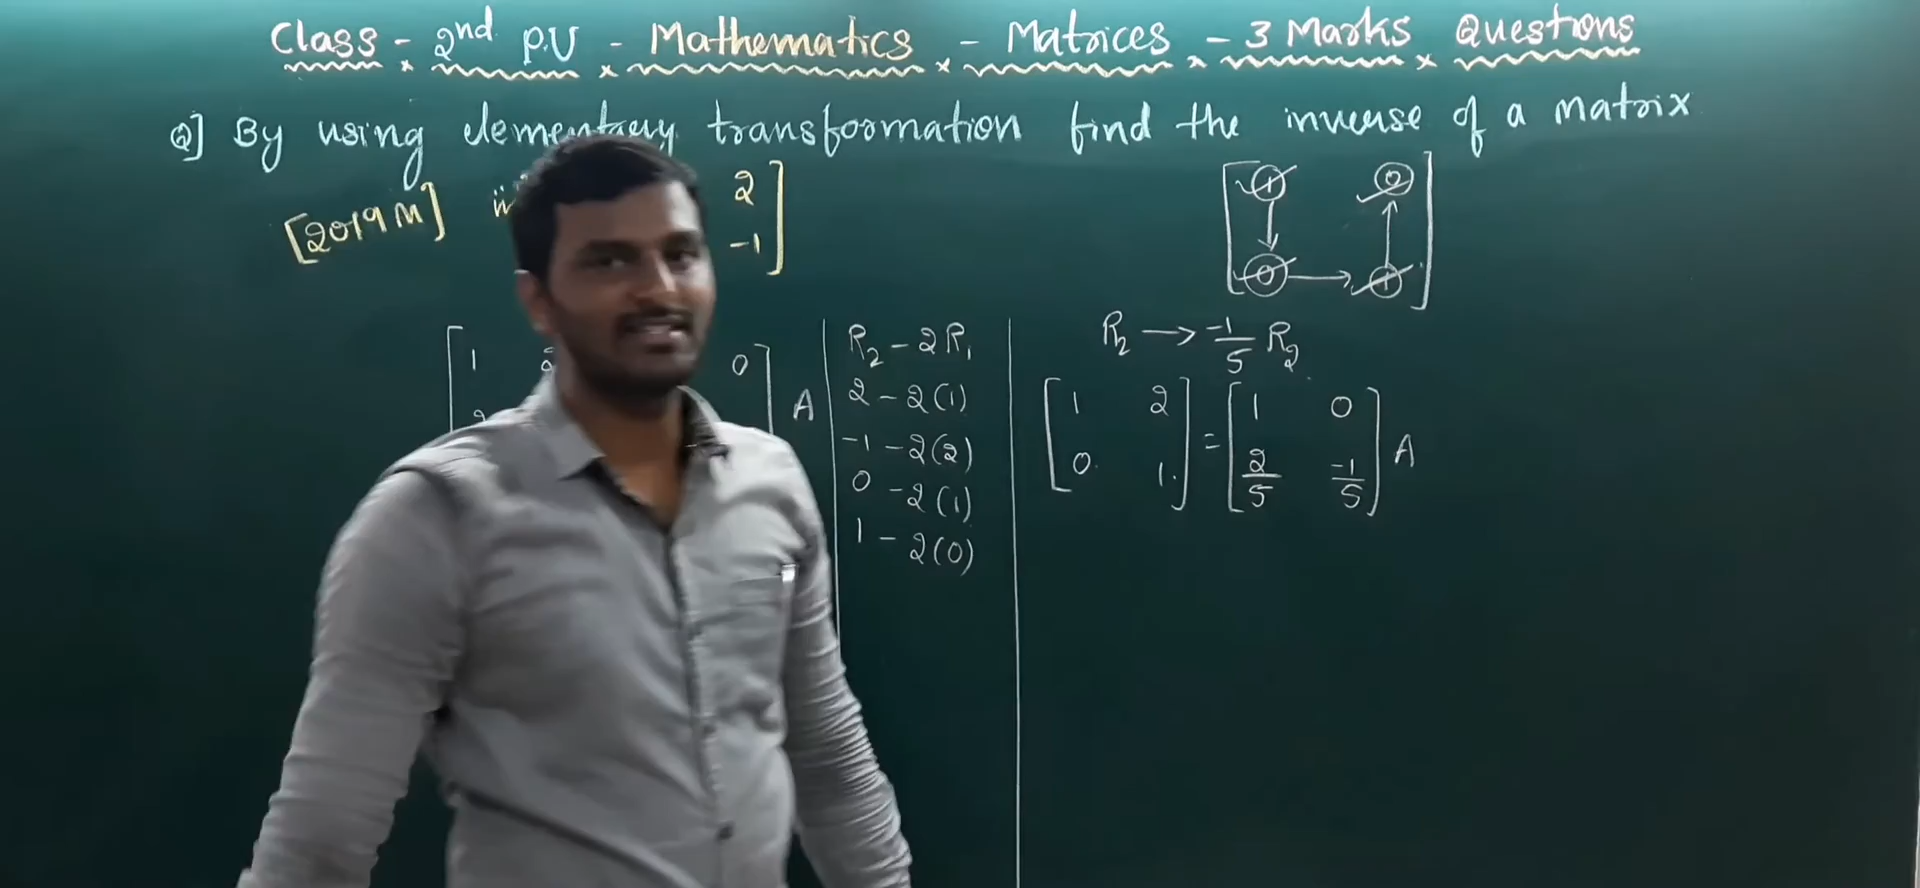 Class - 2nd P.U - Mathematics - Matrices - 3 Marks Questions
Q] By using elementary transformation find the inverse of a matrix
[2019 M]
2
-1
1 0
0 1
1 2 0 A
R₂ - 2R₁
2 - 2(1)
-1 - 2(2)
0 - 2(1)
1 - 2(0)
R₂ → -1/5 R₂
[1 2] = [1 0] A
[0 1] [2/5 -1/5]